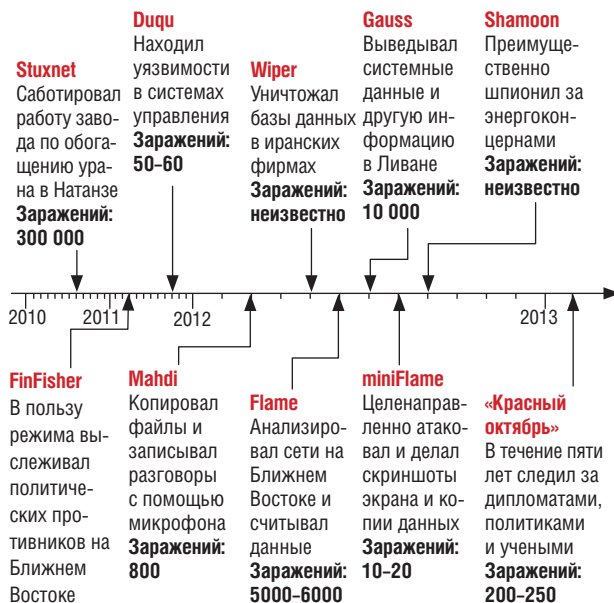 Stuxnet
Саботировал
работу заво-
да по обога-
щению ура-
на в Натанзе
Заражений:
300 000
Duqu
Находил
уязвимости
в системах
управления
Заражений:
50–60
Wiper
Уничтожал
базы данных
в иранских
фирмах
Заражений:
неизвестно
Gauss
Выведывал
системные
данные и
другую ин-
формацию
в Ливане
Заражений:
10 000
Shamoon
Преимуще-
ственно
шпионил за
энергокон-
цернами
Заражений:
неизвестно
2010
2011
2012
2013
FinFisher
В пользу
режима вы-
слеживал
политиче-
ских про-
тивников на
Ближнем
Востоке
Mahdi
Копировал
файлы и
записывал
разговоры
с помощью
микрофона
Заражений:
800
Flame
Анализиро-
вал сети на
Ближнем
Востоке и
считывал
данные
Заражений:
5000–6000
miniFlame
Целенаправ-
ленно атако-
вал и делал
скриншоты
экрана и ко-
пии данных
Заражений:
10–20
«Красный
октябрь»
В течение пяти
лет следил за
дипломатами,
политиками
и учеными
Заражений:
200–250